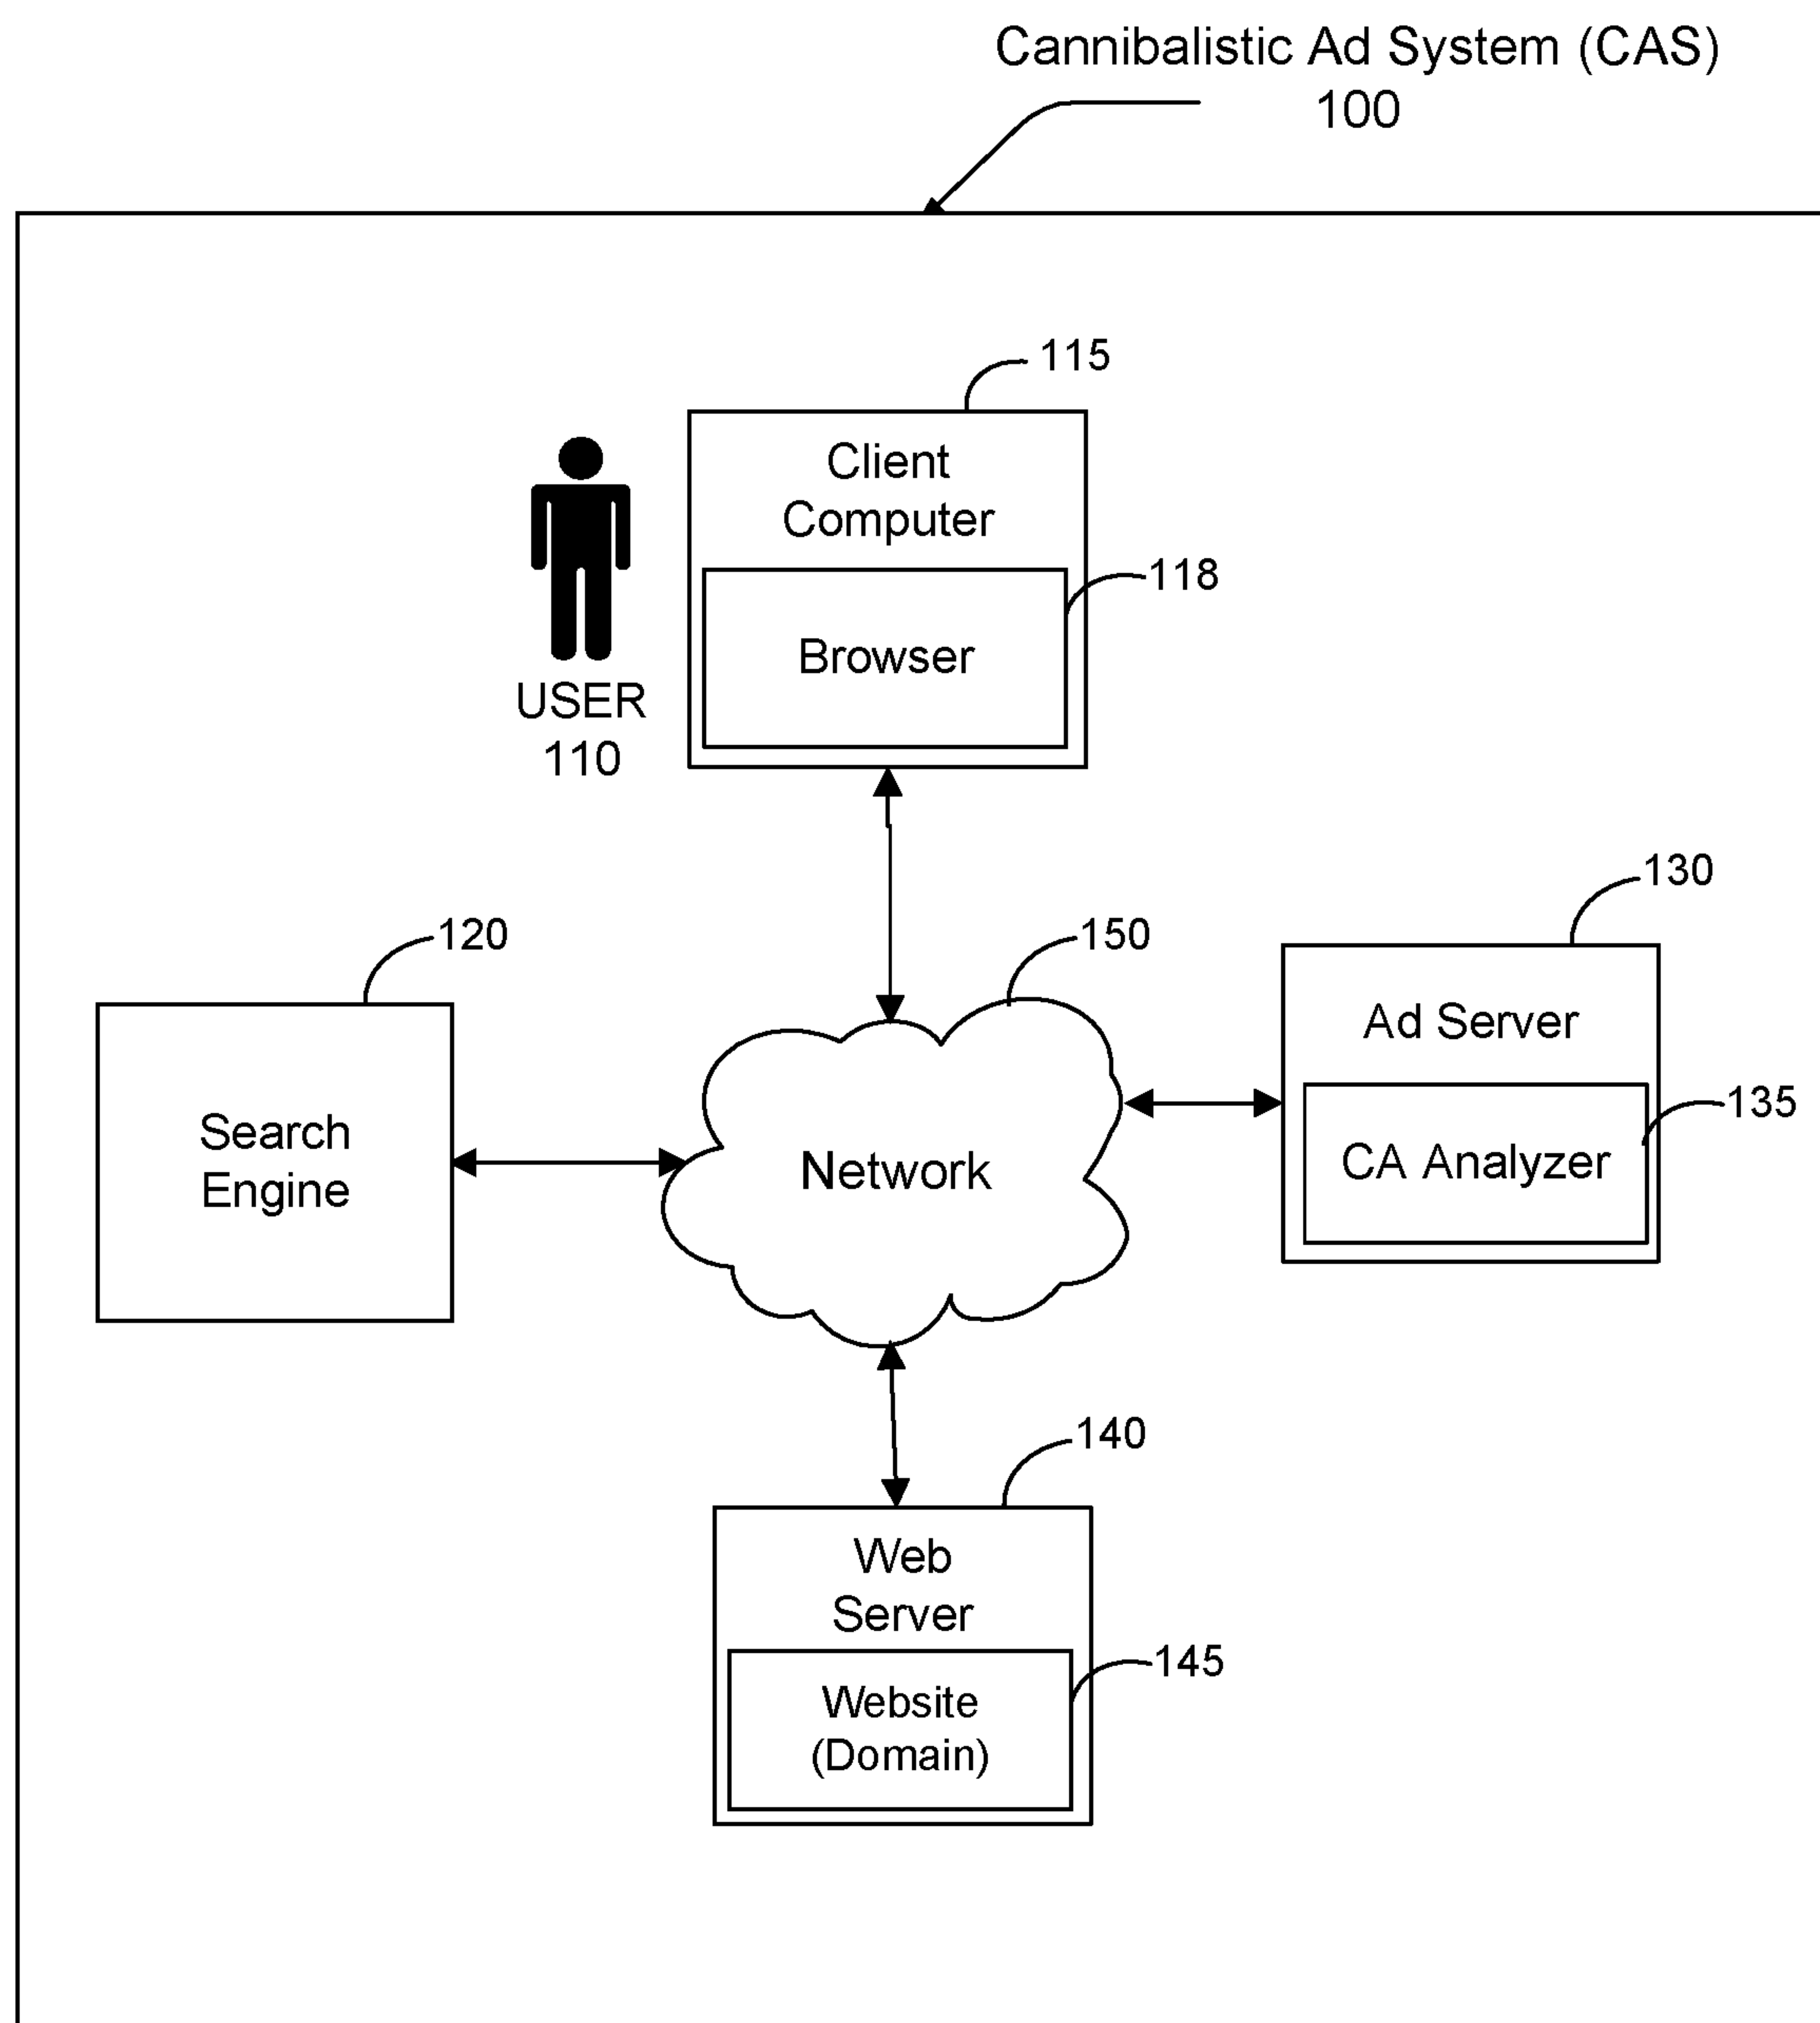 Cannibalistic Ad System (CAS)
100
115
Client
Computer
118
Browser
USER
110
130
120
150
Ad Server
135
CA Analyzer
Search
Engine
Network
140
Web
Server
145
Website
(Domain)